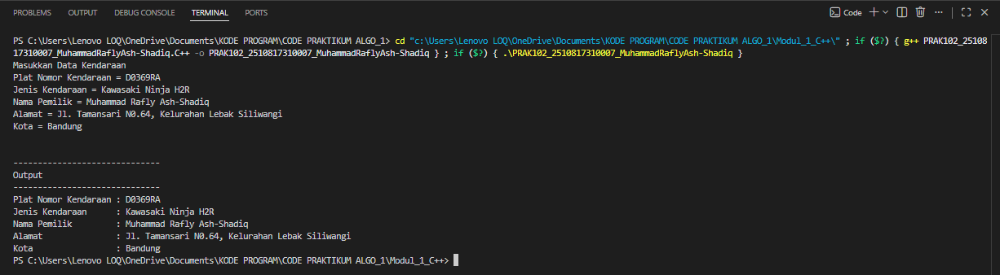 PROBLEMS OUTPUT DEBUG CONSOLE TERMINAL PORTS Code
PS C:\Users\Lenovo LOQ\OneDrive\Documents\KODE PROGRAM\CODE PRAKTIKUM ALGO_1> cd "c:\Users\Lenovo LOQ\OneDrive\Documents\KODE PROGRAM\CODE PRAKTIKUM ALGO_1\Modul_1_C++\" ; if ($?) { g++ PRAK102_25108
17310007_MuhammadRaflyAsh-Shadiq.C++ -o PRAK102_2510817310007_MuhammadRaflyAsh-Shadiq } ; if ($?) { .\PRAK102_2510817310007_MuhammadRaflyAsh-Shadiq }
Masukkan Data Kendaraan
Plat Nomor Kendaraan = D0369RA
Jenis Kendaraan = Kawasaki Ninja H2R
Nama Pemilik = Muhammad Rafly Ash-Shadiq
Alamat = Jl. Tamansari N0.64, Kelurahan Lebak Siliwangi
Kota = Bandung
------------------------------
Output
------------------------------
Plat Nomor Kendaraan : D0369RA
Jenis Kendaraan : Kawasaki Ninja H2R
Nama Pemilik : Muhammad Rafly Ash-Shadiq
Alamat : Jl. Tamansari N0.64, Kelurahan Lebak Siliwangi
Kota : Bandung
PS C:\Users\Lenovo LOQ\OneDrive\Documents\KODE PROGRAM\CODE PRAKTIKUM ALGO_1\Modul_1_C++>